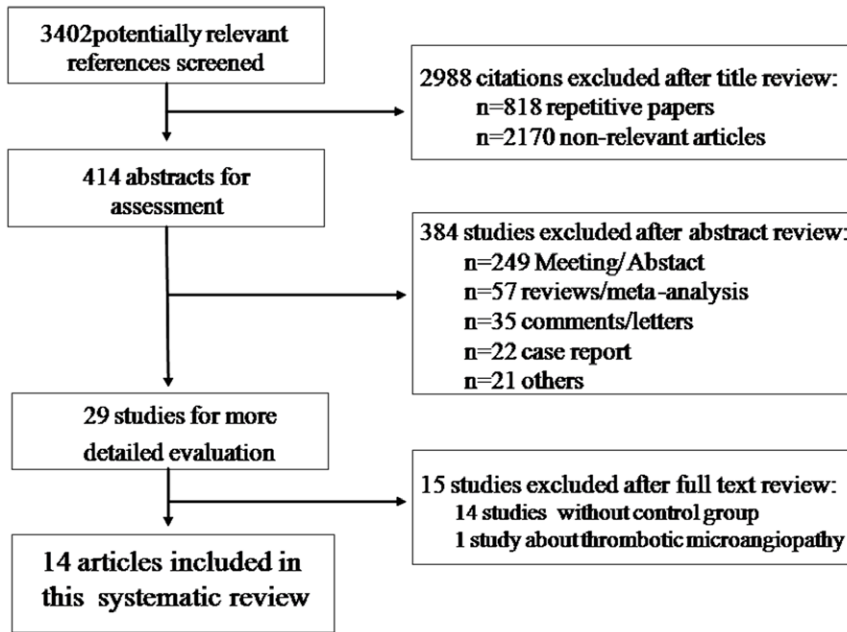 3402potentially relevant
references screened
2988 citations excluded after title review:
n=818 repetitive papers
n=2170 non-relevant articles
414 abstracts for
assessment
384 studies excluded after abstract review:
n=249 Meeting/Abstact
n=57 reviews/meta-analysis
n=35 comments/letters
n=22 case report
n=21 others
29 studies for more
detailed evaluation
15 studies excluded after full text review:
14 studies without control group
1 study about thrombotic microangiopathy
14 articles included in
this systematic review